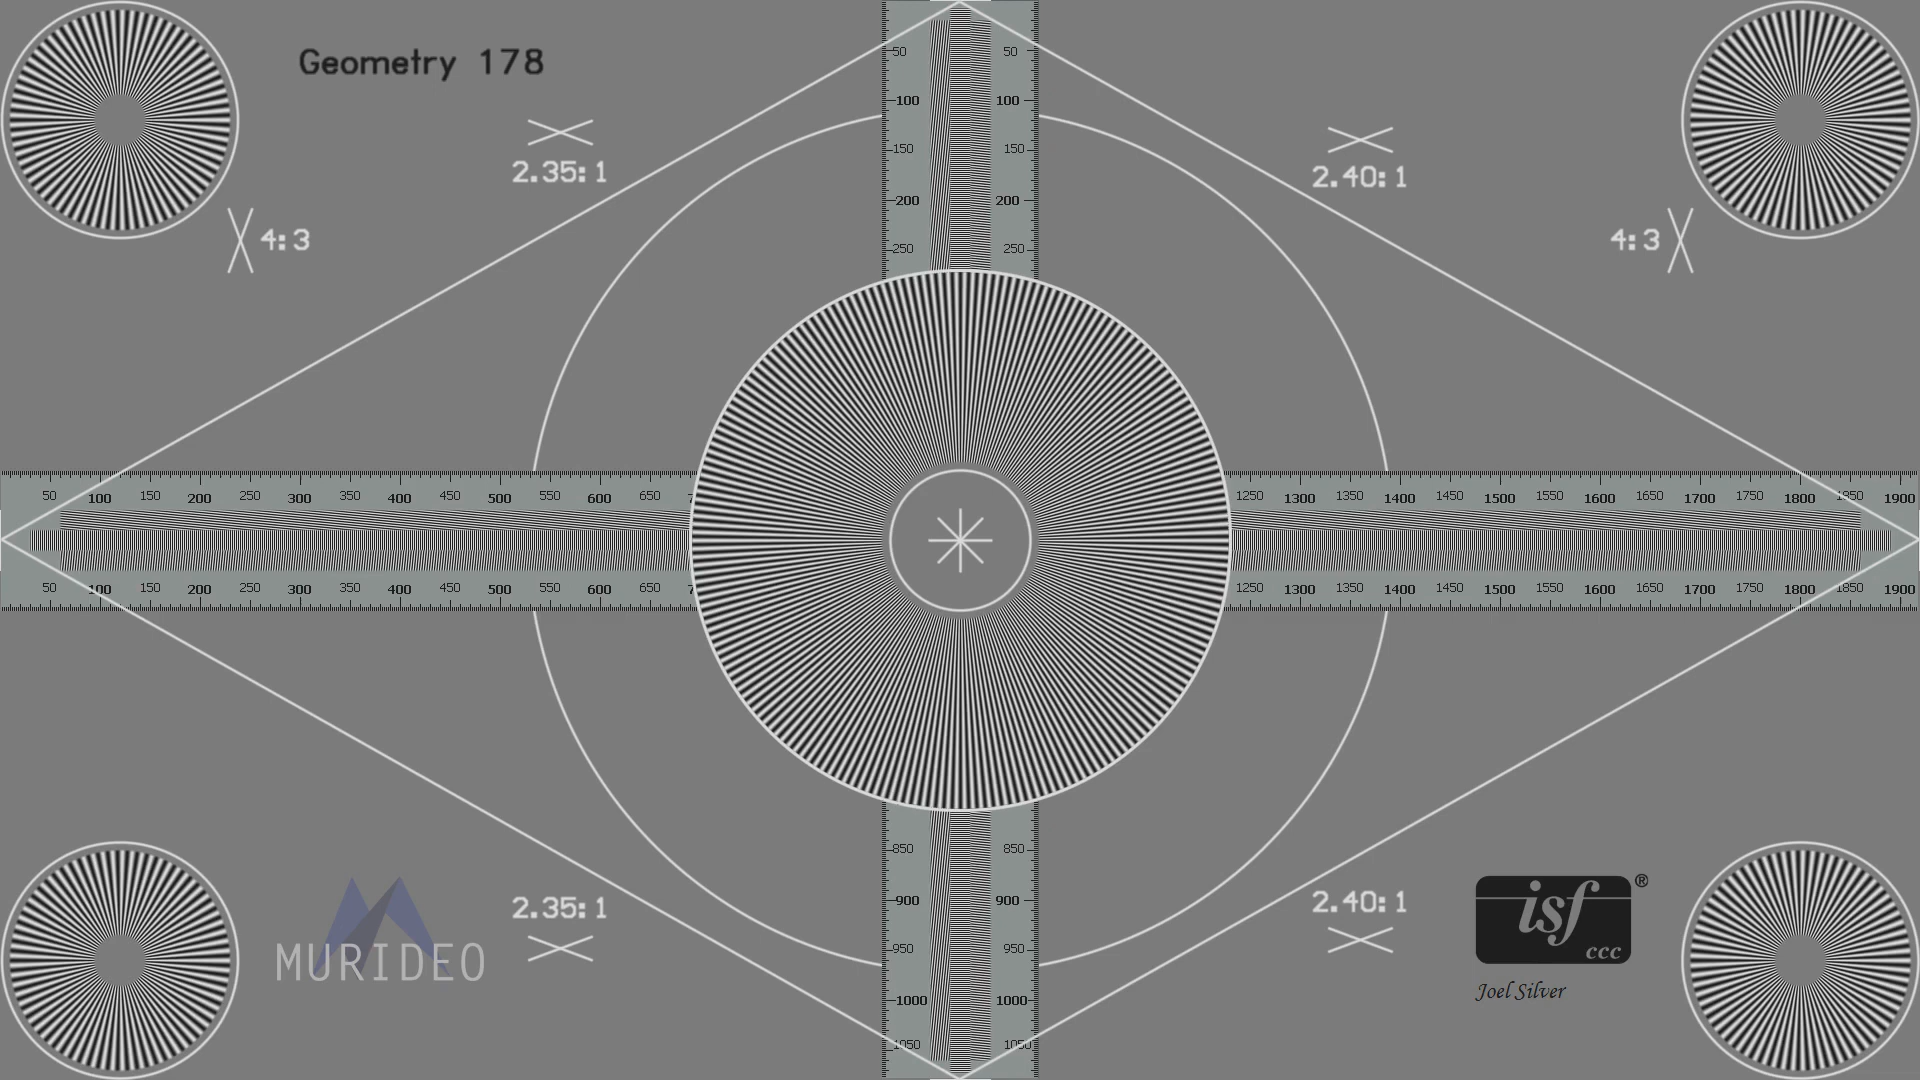 Geometry 178
50 50
100 100
2.35:1 150 150 2.40:1
200 200
4:3 250 250 4:3
50 100 150 200 250 300 350 400 450 500 550 600 650 1250 1300 1350 1400 1450 1500 1550 1600 1650 1700 1750 1800 1850 1900
50 100 150 200 250 300 350 400 450 500 550 600 650 1250 1300 1350 1400 1450 1500 1550 1600 1650 1700 1750 1800 1850 1900
850 850
2.35:1 900 900 2.40:1
isf®
ccc
950 950
MURIDEO
1000 1000
Joel Silver
1050 1050